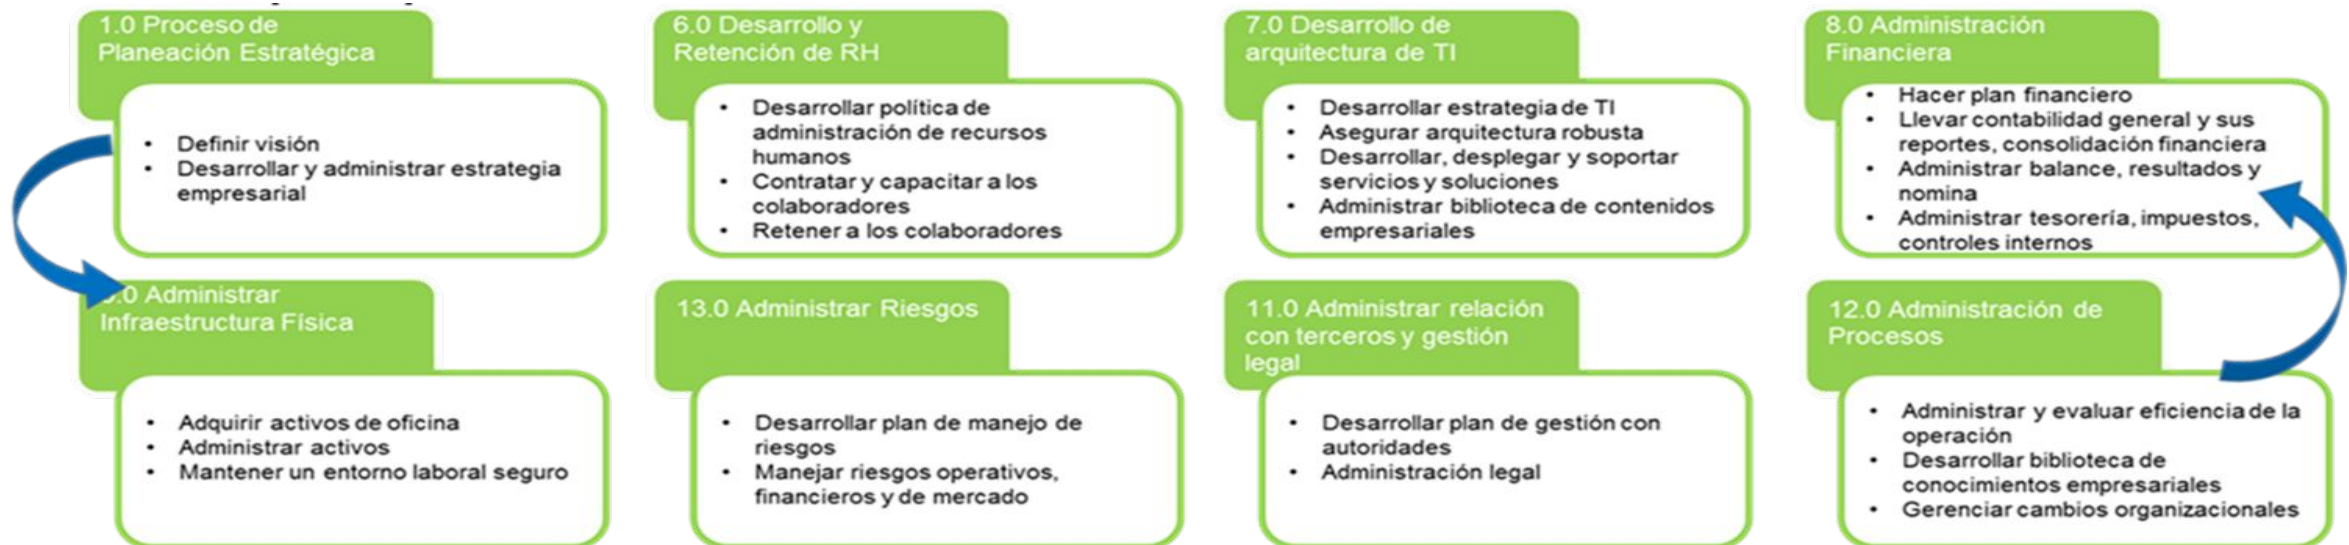 1.0 Proceso de
Planeación Estratégica
• Definir visión
• Desarrollar y administrar estrategia
empresarial
6.0 Desarrollo y
Retención de RH
• Desarrollar política de
administración de recursos
humanos
• Contratar y capacitar a los
colaboradores
• Retener a los colaboradores
7.0 Desarrollo de
arquitectura de TI
• Desarrollar estrategia de TI
• Asegurar arquitectura robusta
• Desarrollar, desplegar y soportar
servicios y soluciones
• Administrar biblioteca de contenidos
empresariales
8.0 Administración
Financiera
• Hacer plan financiero
• Llevar contabilidad general y sus
reportes, consolidación financiera
• Administrar balance, resultados y
nomina
• Administrar tesorería, impuestos,
controles internos
.0 Administrar
Infraestructura Física
• Adquirir activos de oficina
• Administrar activos
• Mantener un entorno laboral seguro
13.0 Administrar Riesgos
• Desarrollar plan de manejo de
riesgos
• Manejar riesgos operativos,
financieros y de mercado
11.0 Administrar relación
con terceros y gestión
legal
• Desarrollar plan de gestión con
autoridades
• Administración legal
12.0 Administración de
Procesos
• Administrar y evaluar eficiencia de la
operación
• Desarrollar biblioteca de
conocimientos empresariales
• Gerenciar cambios organizacionales